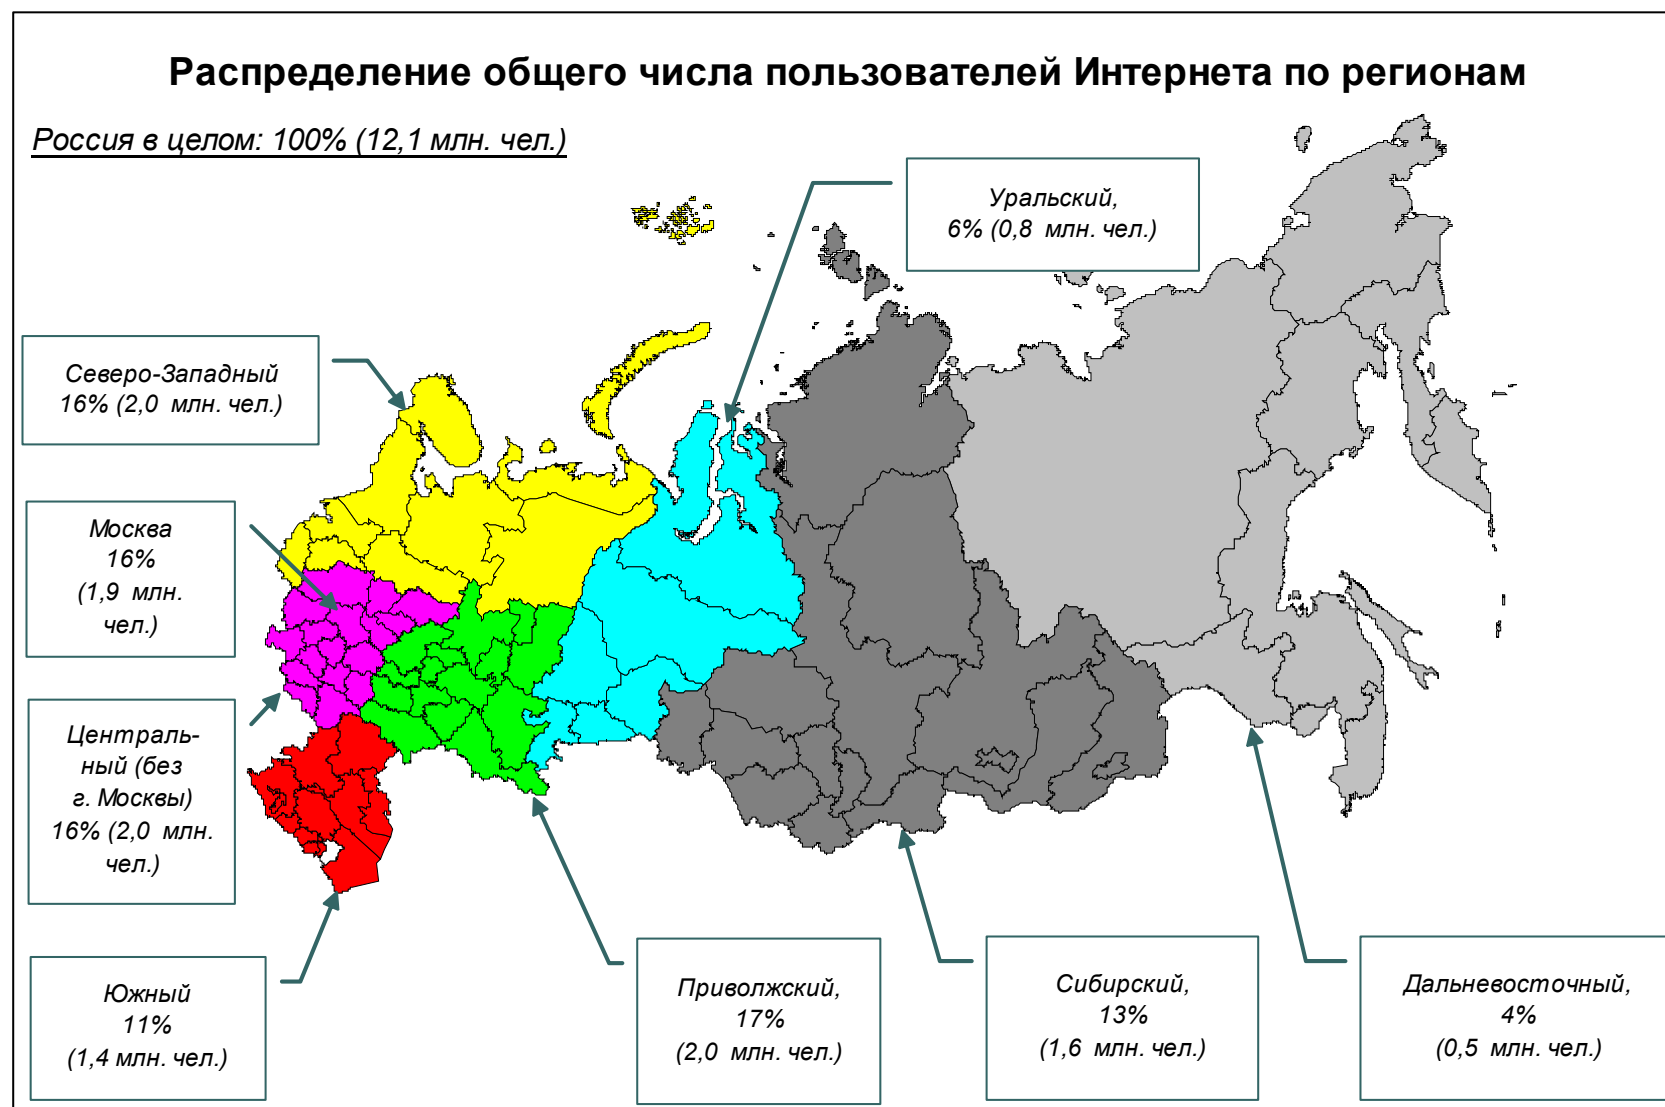 Распределение общего числа пользователей Интернета по регионам
Россия в целом: 100% (12,1 млн. чел.)
Уральский,
6% (0,8 млн. чел.)
Северо-Западный
16% (2,0 млн. чел.)
Москва
16%
(1,9 млн.
чел.)
Централь-
ный (без
г. Москвы)
16% (2,0 млн.
чел.)
Южный
11%
(1,4 млн. чел.)
Приволжский,
17%
(2,0 млн. чел.)
Сибирский,
13%
(1,6 млн. чел.)
Дальневосточный,
4%
(0,5 млн. чел.)